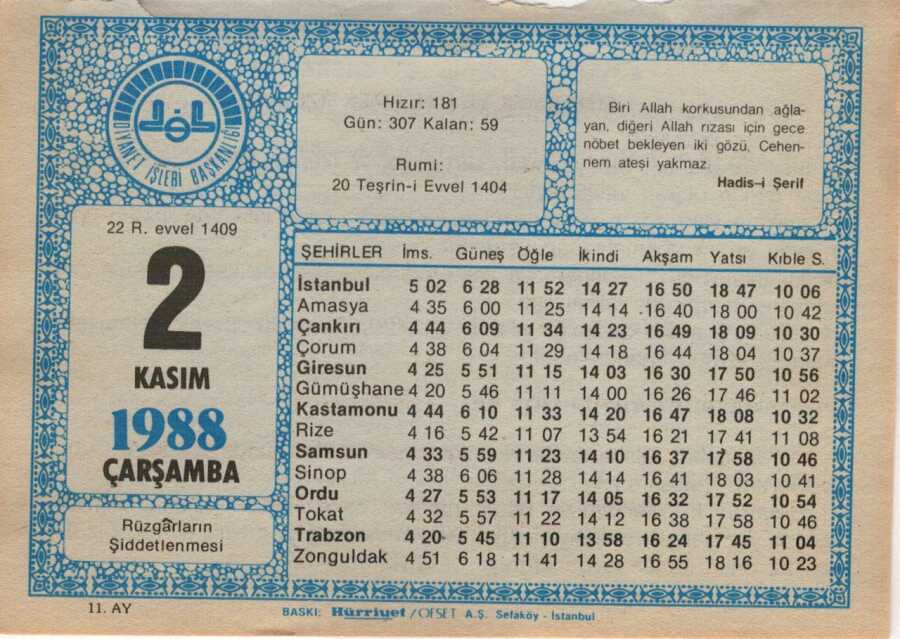 DİYANET İŞLERİ BAŞKANLIĞI
Hızır: 181
Gün: 307 Kalan: 59
Rumi:
20 Teşrin-i Evvel 1404
Biri Allah korkusundan ağla-
yan, diğeri Allah rızası için gece
nöbet bekleyen iki gözü, Cehen-
nem ateşi yakmaz.
Hadis-i Şerif
22 R. evvel 1409
2
KASIM
1988
ÇARŞAMBA
Rüzgârların
Şiddetlenmesi
ŞEHİRLER İms. Güneş Öğle İkindi Akşam Yatsı Kıble S.
İstanbul 5 02 6 28 11 52 14 27 16 50 18 47 10 06
Amasya 4 35 6 00 11 25 14 14 16 40 18 00 10 42
Çankırı 4 44 6 09 11 34 14 23 16 49 18 09 10 30
Çorum 4 38 6 04 11 29 14 18 16 44 18 04 10 37
Giresun 4 25 5 51 11 15 14 03 16 30 17 50 10 56
Gümüşhane 4 20 5 46 11 11 14 00 16 26 17 46 11 02
Kastamonu 4 44 6 10 11 33 14 20 16 47 18 08 10 32
Rize 4 16 5 42 11 07 13 54 16 21 17 41 11 08
Samsun 4 33 5 59 11 23 14 10 16 37 17 58 10 46
Sinop 4 38 6 06 11 28 14 14 16 41 18 03 10 41
Ordu 4 27 5 53 11 17 14 05 16 32 17 52 10 54
Tokat 4 32 5 57 11 22 14 12 16 38 17 58 10 46
Trabzon 4 20 5 45 11 10 13 58 16 24 17 45 11 04
Zonguldak 4 51 6 18 11 41 14 28 16 55 18 16 10 23
11. AY
BASKI: Hürriyet / OFSET A.Ş. Sefaköy - İstanbul